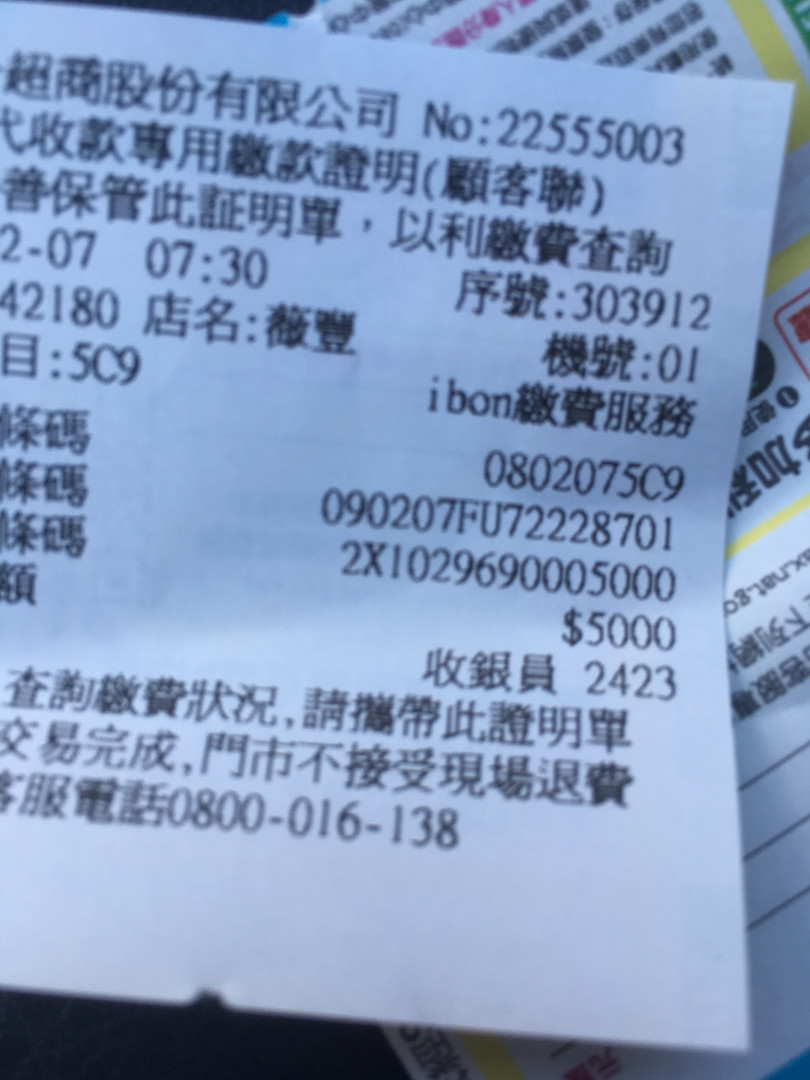 超商股份有限公司 No:22555003
代收款專用繳款證明(顧客聯)
善保管此証明單，以利繳費查詢
2-07 07:30 序號:303912
42180 店名:薇豐 機號:01
目:5C9 ibon繳費服務
條碼 0802075C9
條碼 090207FU72228701
條碼 2X1029690005000
額 $5000
收銀員 2423
查詢繳費狀況,請攜帶此證明單
交易完成,門市不接受現場退費
客服電話0800-016-138